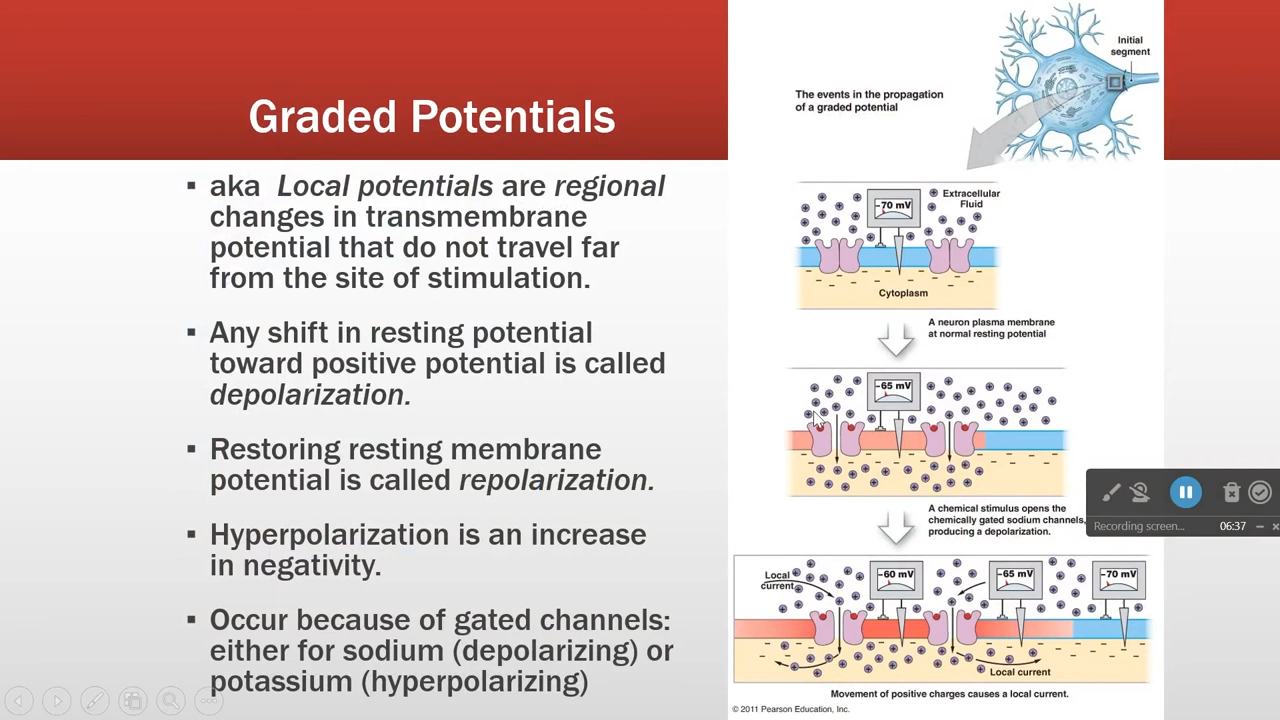 Graded Potentials
▪ aka Local potentials are regional
changes in transmembrane
potential that do not travel far
from the site of stimulation.
▪ Any shift in resting potential
toward positive potential is called
depolarization.
▪ Restoring resting membrane
potential is called repolarization.
▪ Hyperpolarization is an increase
in negativity.
▪ Occur because of gated channels:
either for sodium (depolarizing) or
potassium (hyperpolarizing)
Initial
segment
The events in the propagation
of a graded potential
–70 mV
Extracellular
Fluid
Cytoplasm
A neuron plasma membrane
at normal resting potential
–65 mV
A chemical stimulus opens the
chemically gated sodium channels,
producing a depolarization.
Recording screen... 06:37
Local
current
–60 mV
–65 mV
–70 mV
Local current
Movement of positive charges causes a local current.
© 2011 Pearson Education, Inc.